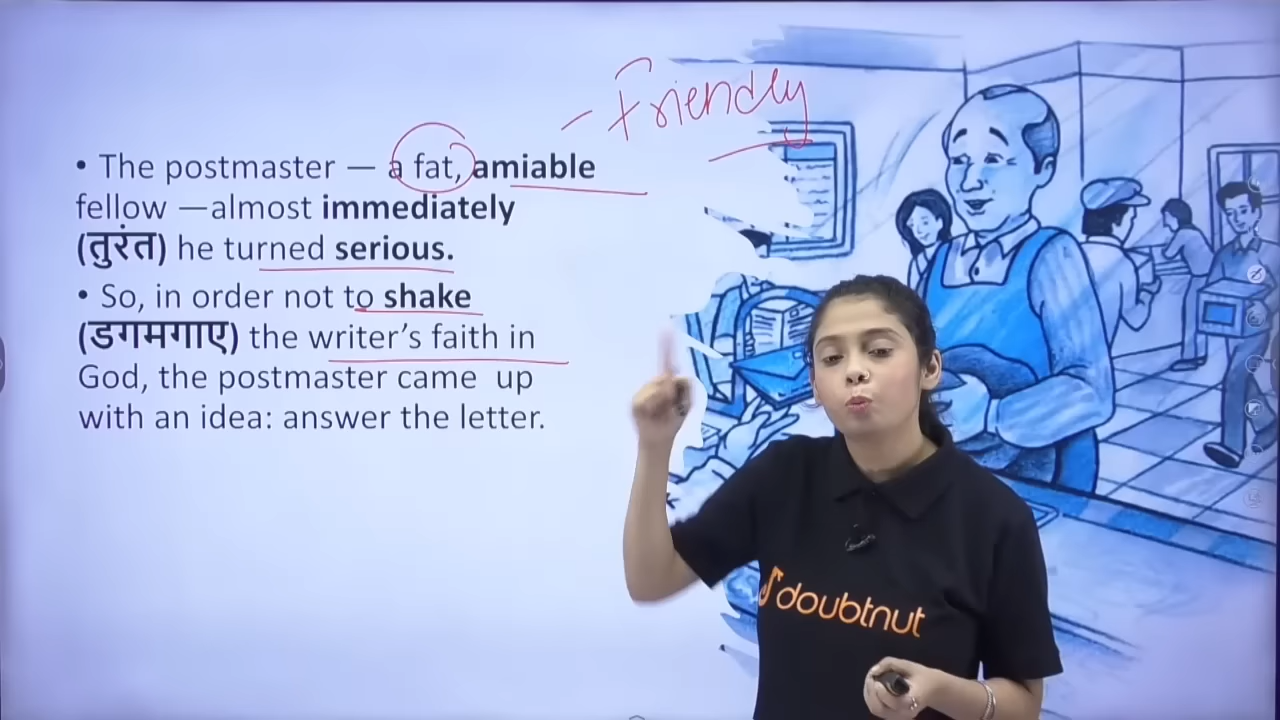 – Friendly
• The postmaster — a fat, amiable
fellow —almost immediately
(तुरंत) he turned serious.
• So, in order not to shake
(डगमगाए) the writer's faith in
God, the postmaster came up
with an idea: answer the letter.
doubtnut